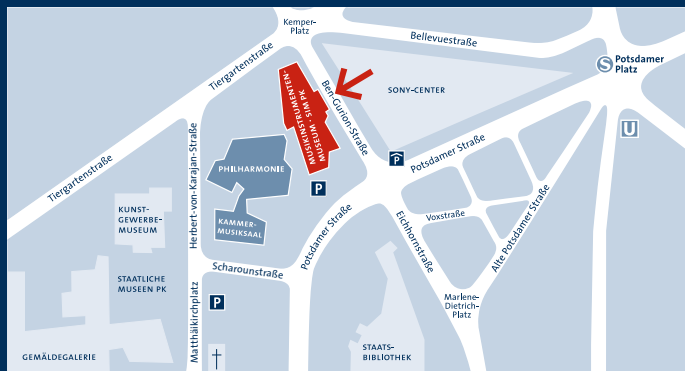 Kemper-
Platz
Bellevuestraße
Tiergartenstraße
S
Potsdamer
Platz
MUSIKINSTRUMENTEN-
MUSEUM · SIM PK
Ben-Gurion-Straße
SONY-CENTER
U
Herbert-von-Karajan-Straße
PHILHARMONIE
P
P
Potsdamer Straße
Tiergartenstraße
KUNST-
GEWERBE-
MUSEUM
KAMMER-
MUSIKSAAL
Potsdamer Straße
Voxstraße
Eichhornstraße
Alte Potsdamer Straße
Scharounstraße
STAATLICHE
MUSEEN PK
Matthäikirchplatz
P
Marlene-
Dietrich-
Platz
GEMÄLDEGALERIE
STAATS-
BIBLIOTHEK